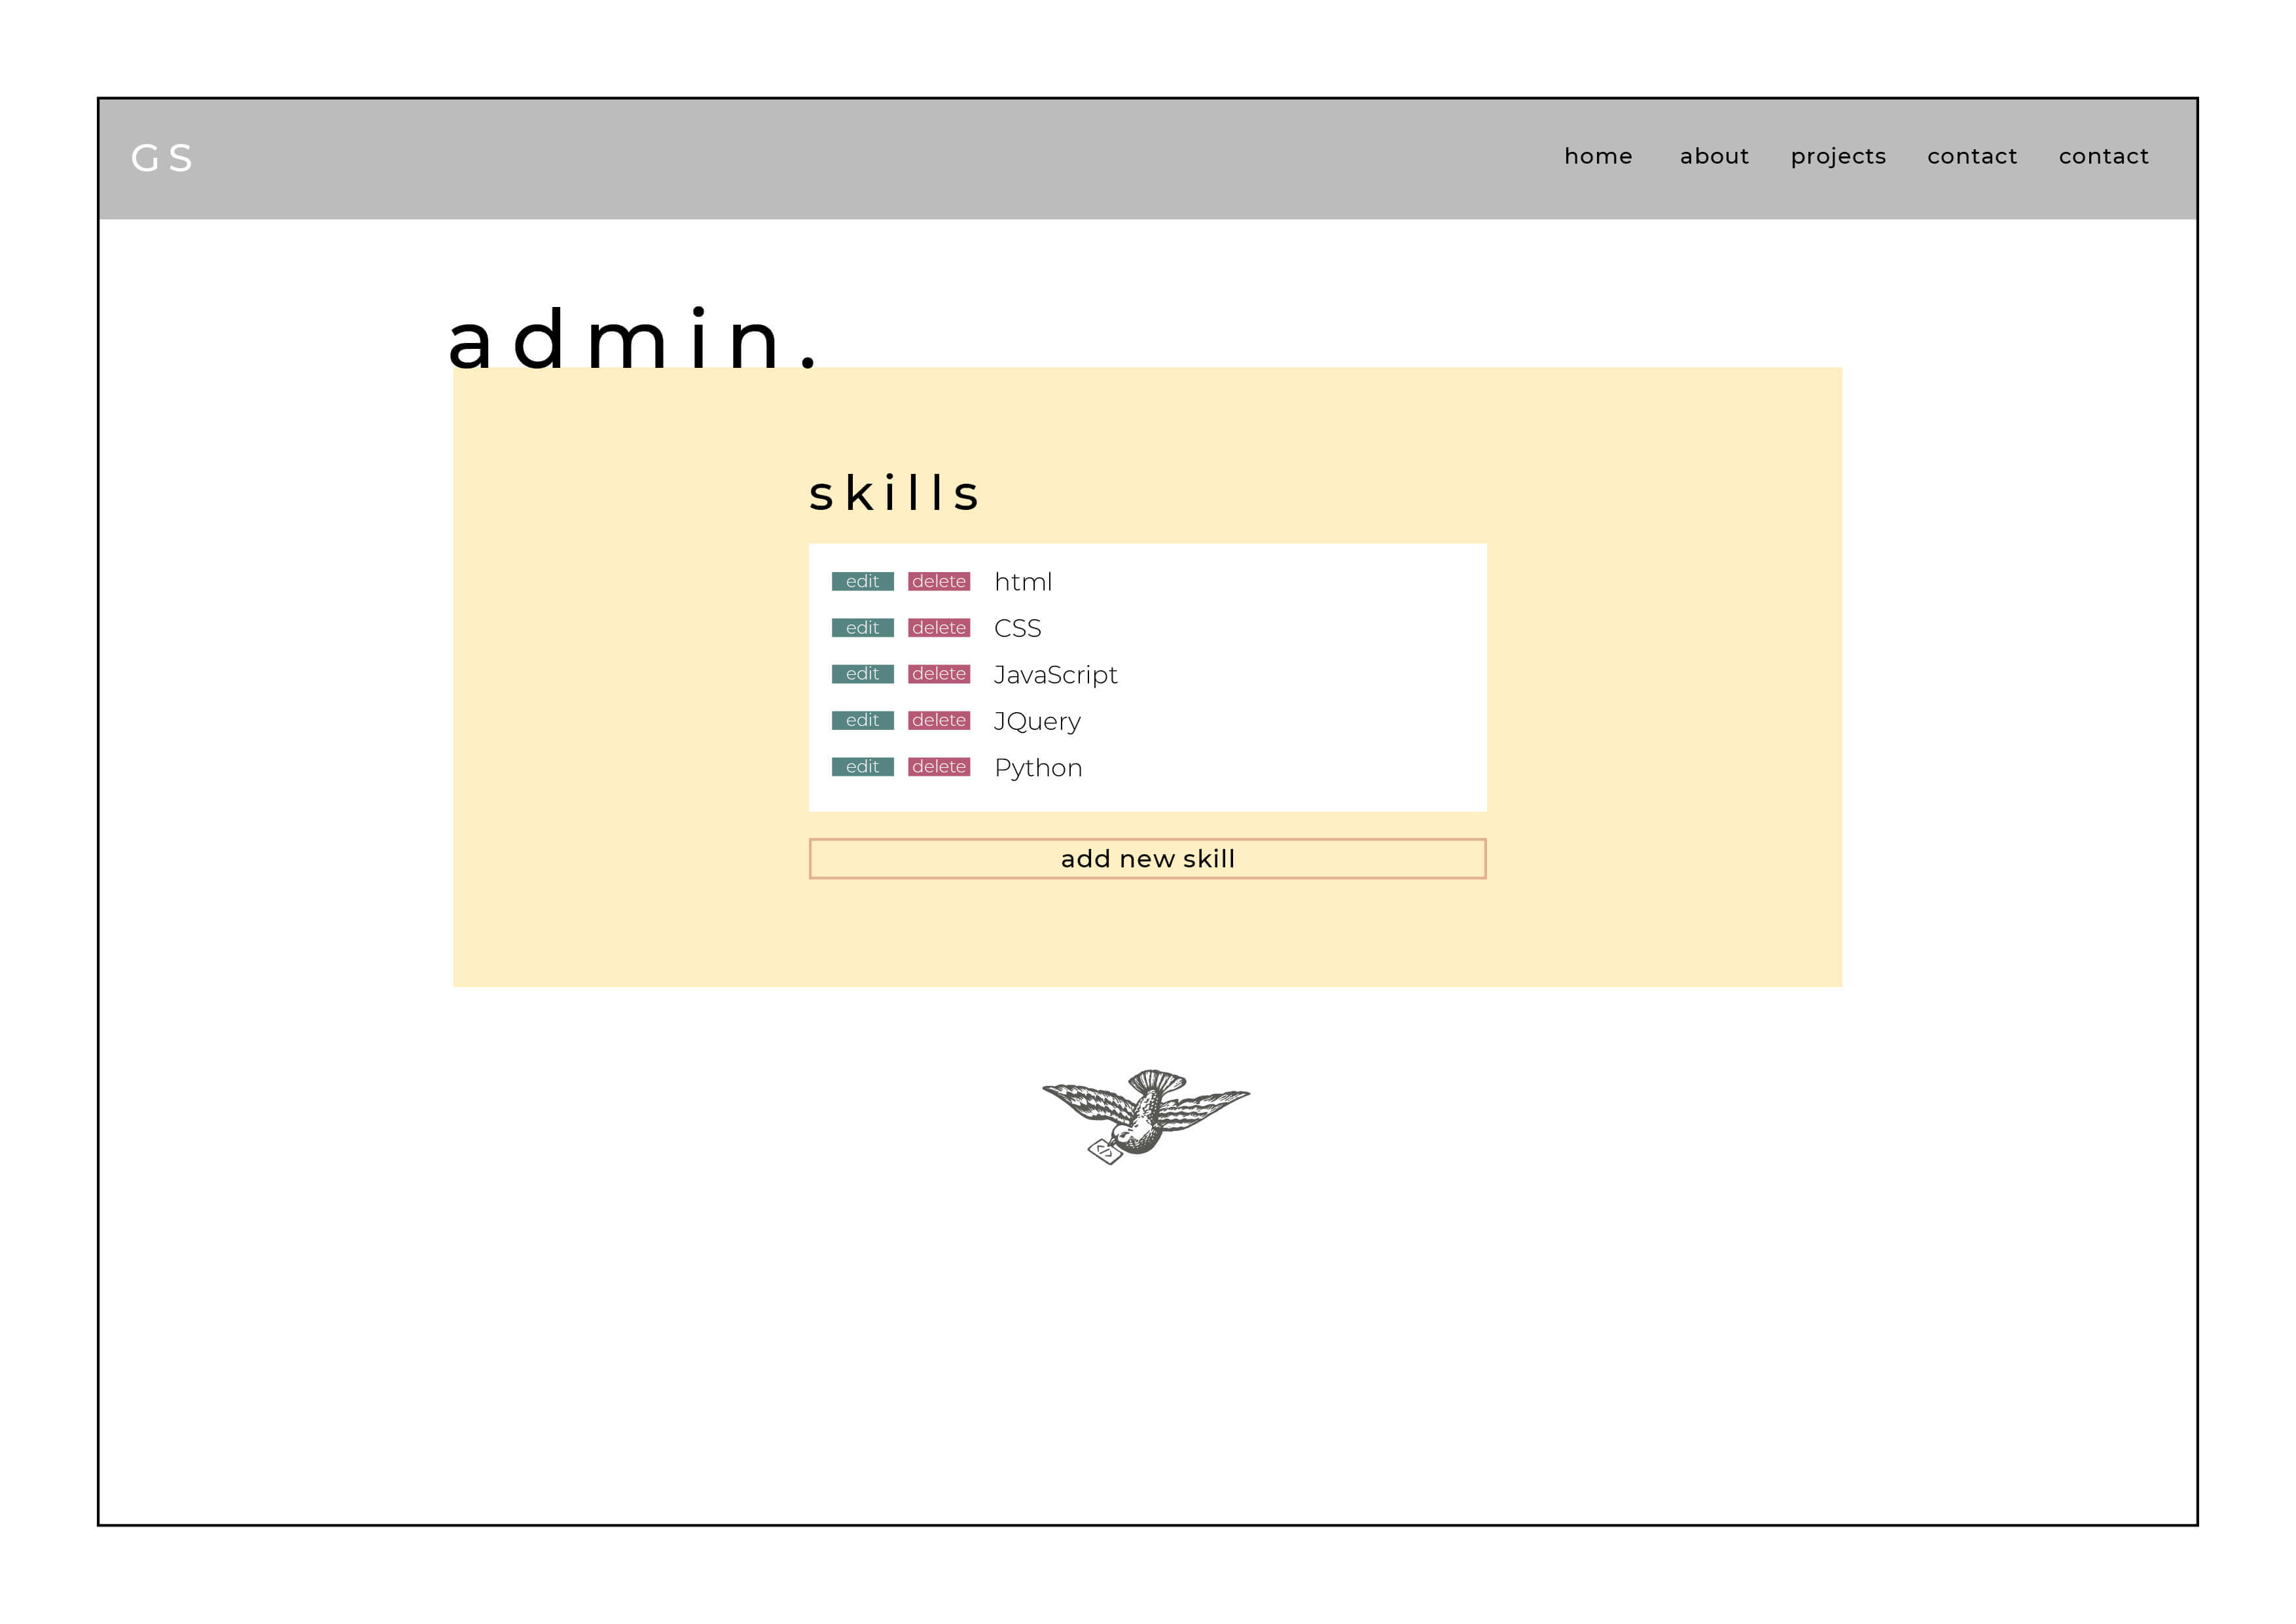 GS home about projects contact contact
admin.
skills
edit delete html
edit delete CSS
edit delete JavaScript
edit delete JQuery
edit delete Python
add new skill
</>